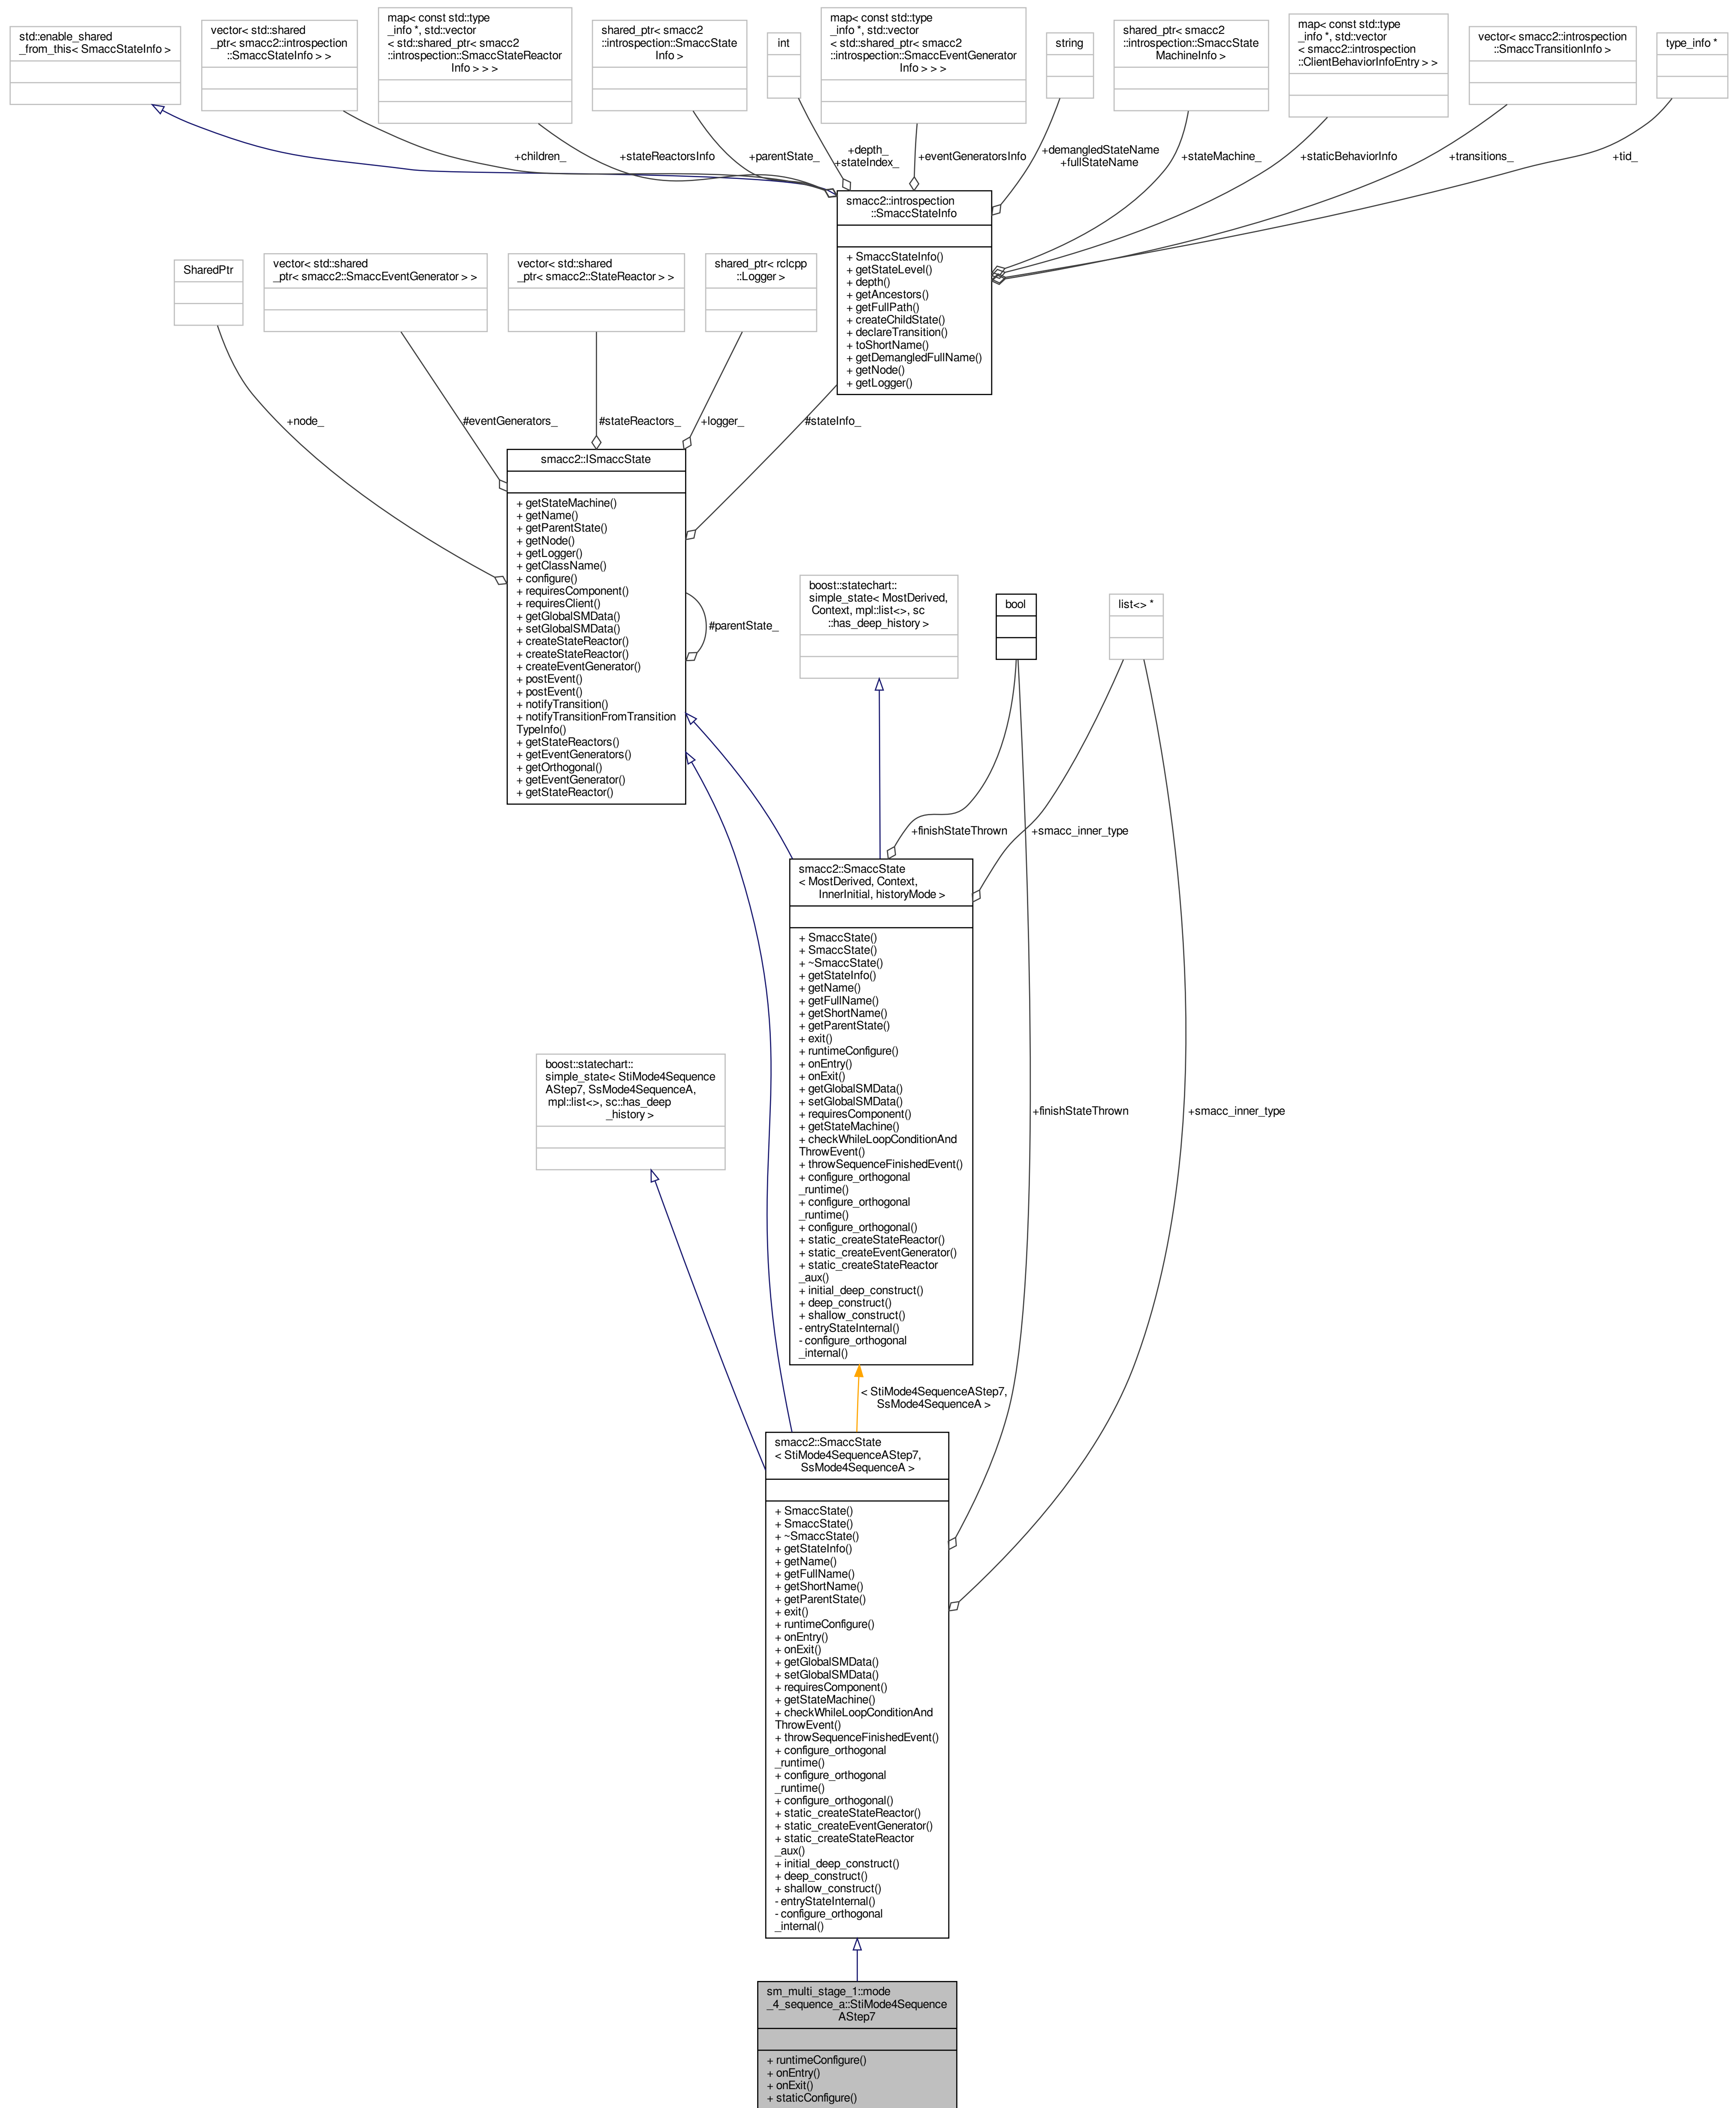 std::enable_shared
_from_this< SmaccStateInfo >
vector< std::shared
_ptr< smacc2::introspection
::SmaccStateInfo > >
map< const std::type
_info *, std::vector
< std::shared_ptr< smacc2
::introspection::SmaccStateReactor
Info > > >
shared_ptr< smacc2
::introspection::SmaccState
Info >
int
map< const std::type
_info *, std::vector
< std::shared_ptr< smacc2
::introspection::SmaccEventGenerator
Info > > >
string
shared_ptr< smacc2
::introspection::SmaccState
MachineInfo >
map< const std::type
_info *, std::vector
< smacc2::introspection
::ClientBehaviorInfoEntry > >
vector< smacc2::introspection
::SmaccTransitionInfo >
type_info *
+children_
+stateReactorsInfo
+parentState_
+depth_
+stateIndex_
+eventGeneratorsInfo
+demangledStateName
+fullStateName
+stateMachine_
+staticBehaviorInfo
+transitions_
+tid_
smacc2::introspection
::SmaccStateInfo
+ SmaccStateInfo()
+ getStateLevel()
+ depth()
+ getAncestors()
+ getFullPath()
+ createChildState()
+ declareTransition()
+ toShortName()
+ getDemangledFullName()
+ getNode()
+ getLogger()
SharedPtr
vector< std::shared
_ptr< smacc2::SmaccEventGenerator > >
vector< std::shared
_ptr< smacc2::StateReactor > >
shared_ptr< rclcpp
::Logger >
+node_
#eventGenerators_
#stateReactors_
+logger_
#stateInfo_
smacc2::ISmaccState
+ getStateMachine()
+ getName()
+ getParentState()
+ getNode()
+ getLogger()
+ getClassName()
+ configure()
+ requiresComponent()
+ requiresClient()
+ getGlobalSMData()
+ setGlobalSMData()
+ createStateReactor()
+ createStateReactor()
+ createEventGenerator()
+ postEvent()
+ postEvent()
+ notifyTransition()
+ notifyTransitionFromTransition
TypeInfo()
+ getStateReactors()
+ getEventGenerators()
+ getOrthogonal()
+ getEventGenerator()
+ getStateReactor()
#parentState_
boost::statechart::
simple_state< MostDerived,
Context, mpl::list<>, sc
::has_deep_history >
bool
list<> *
+finishStateThrown
+smacc_inner_type
smacc2::SmaccState
< MostDerived, Context,
InnerInitial, historyMode >
+ SmaccState()
+ SmaccState()
+ ~SmaccState()
+ getStateInfo()
+ getName()
+ getFullName()
+ getShortName()
+ getParentState()
+ exit()
+ runtimeConfigure()
+ onEntry()
+ onExit()
+ getGlobalSMData()
+ setGlobalSMData()
+ requiresComponent()
+ getStateMachine()
+ checkWhileLoopConditionAnd
ThrowEvent()
+ throwSequenceFinishedEvent()
+ configure_orthogonal
_runtime()
+ configure_orthogonal
_runtime()
+ configure_orthogonal()
+ static_createStateReactor()
+ static_createEventGenerator()
+ static_createStateReactor
_aux()
+ initial_deep_construct()
+ deep_construct()
+ shallow_construct()
- entryStateInternal()
- configure_orthogonal
_internal()
boost::statechart::
simple_state< StiMode4Sequence
AStep7, SsMode4SequenceA,
mpl::list<>, sc::has_deep
_history >
+finishStateThrown
+smacc_inner_type
< StiMode4SequenceAStep7,
SsMode4SequenceA >
smacc2::SmaccState
< StiMode4SequenceAStep7,
SsMode4SequenceA >
+ SmaccState()
+ SmaccState()
+ ~SmaccState()
+ getStateInfo()
+ getName()
+ getFullName()
+ getShortName()
+ getParentState()
+ exit()
+ runtimeConfigure()
+ onEntry()
+ onExit()
+ getGlobalSMData()
+ setGlobalSMData()
+ requiresComponent()
+ getStateMachine()
+ checkWhileLoopConditionAnd
ThrowEvent()
+ throwSequenceFinishedEvent()
+ configure_orthogonal
_runtime()
+ configure_orthogonal
_runtime()
+ configure_orthogonal()
+ static_createStateReactor()
+ static_createEventGenerator()
+ static_createStateReactor
_aux()
+ initial_deep_construct()
+ deep_construct()
+ shallow_construct()
- entryStateInternal()
- configure_orthogonal
_internal()
sm_multi_stage_1::mode
_4_sequence_a::StiMode4Sequence
AStep7
+ runtimeConfigure()
+ onEntry()
+ onExit()
+ staticConfigure()